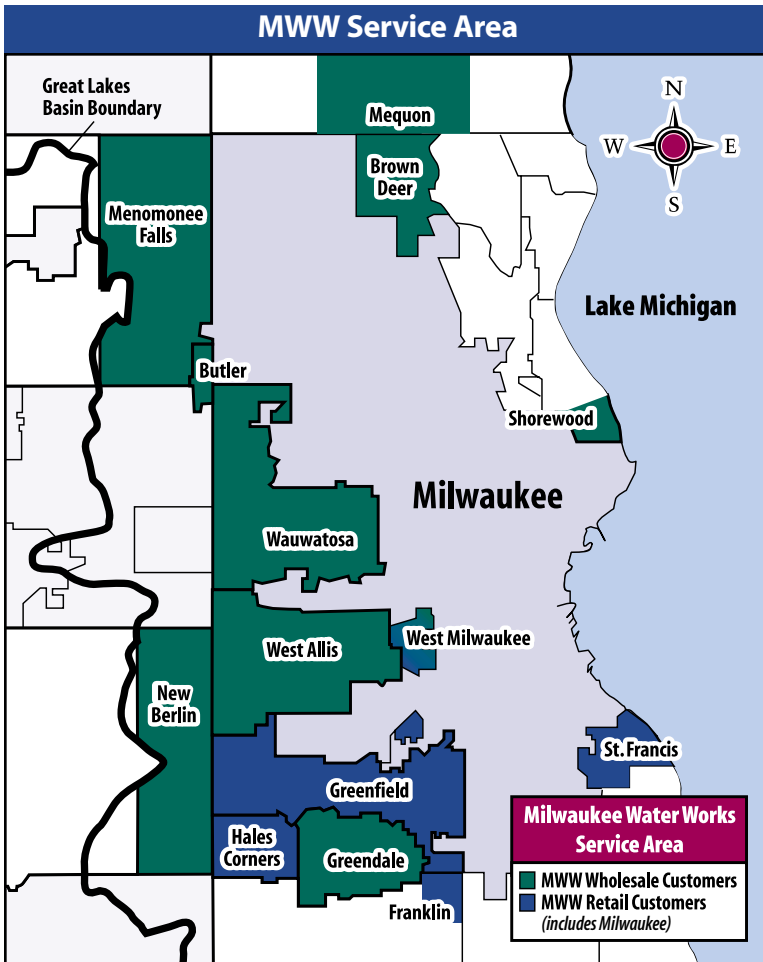 MWW Service Area
Great Lakes
Basin Boundary
Mequon
N
W
E
S
Brown
Deer
Menomonee
Falls
Lake Michigan
Butler
Shorewood
Milwaukee
Wauwatosa
West Allis
West Milwaukee
New
Berlin
St. Francis
Greenfield
Hales
Corners
Greendale
Franklin
Milwaukee Water Works
Service Area
MWW Wholesale Customers
MWW Retail Customers
(includes Milwaukee)